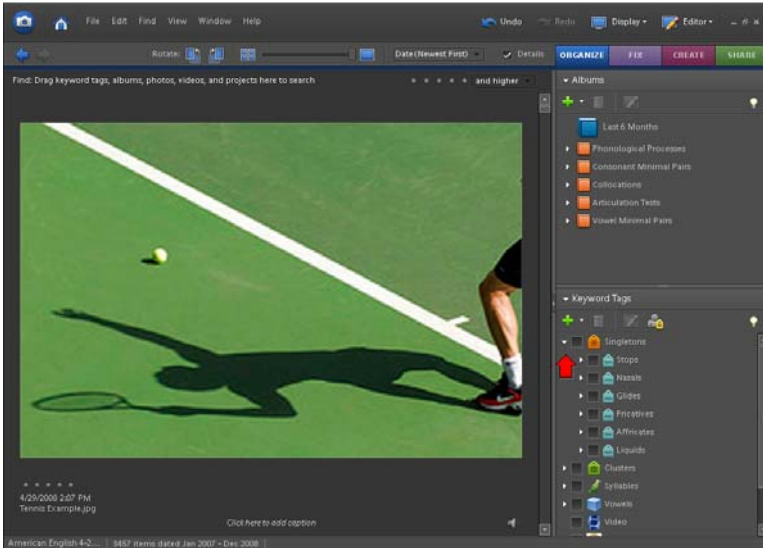 File Edit Find View Window Help Undo Redo Display Editor
Rotate: Date (Newest First) Details ORGANIZE FIX CREATE SHARE
Find: Drag keyword tags, albums, photos, videos, and projects here to search and higher
Albums
Last 6 Months
Phonological Processes
Consonant Minimal Pairs
Collocations
Articulation Tests
Vowel Minimal Pairs
Keyword Tags
Singletons
Stops
Nasals
Glides
Fricatives
Affricates
Liquids
Clusters
Syllables
Vowels
Video
4/29/2008 2:07 PM
Tennis Example.jpg
Click here to add caption
American English 4-2... 3457 items dated Jan 2007 - Dec 2008